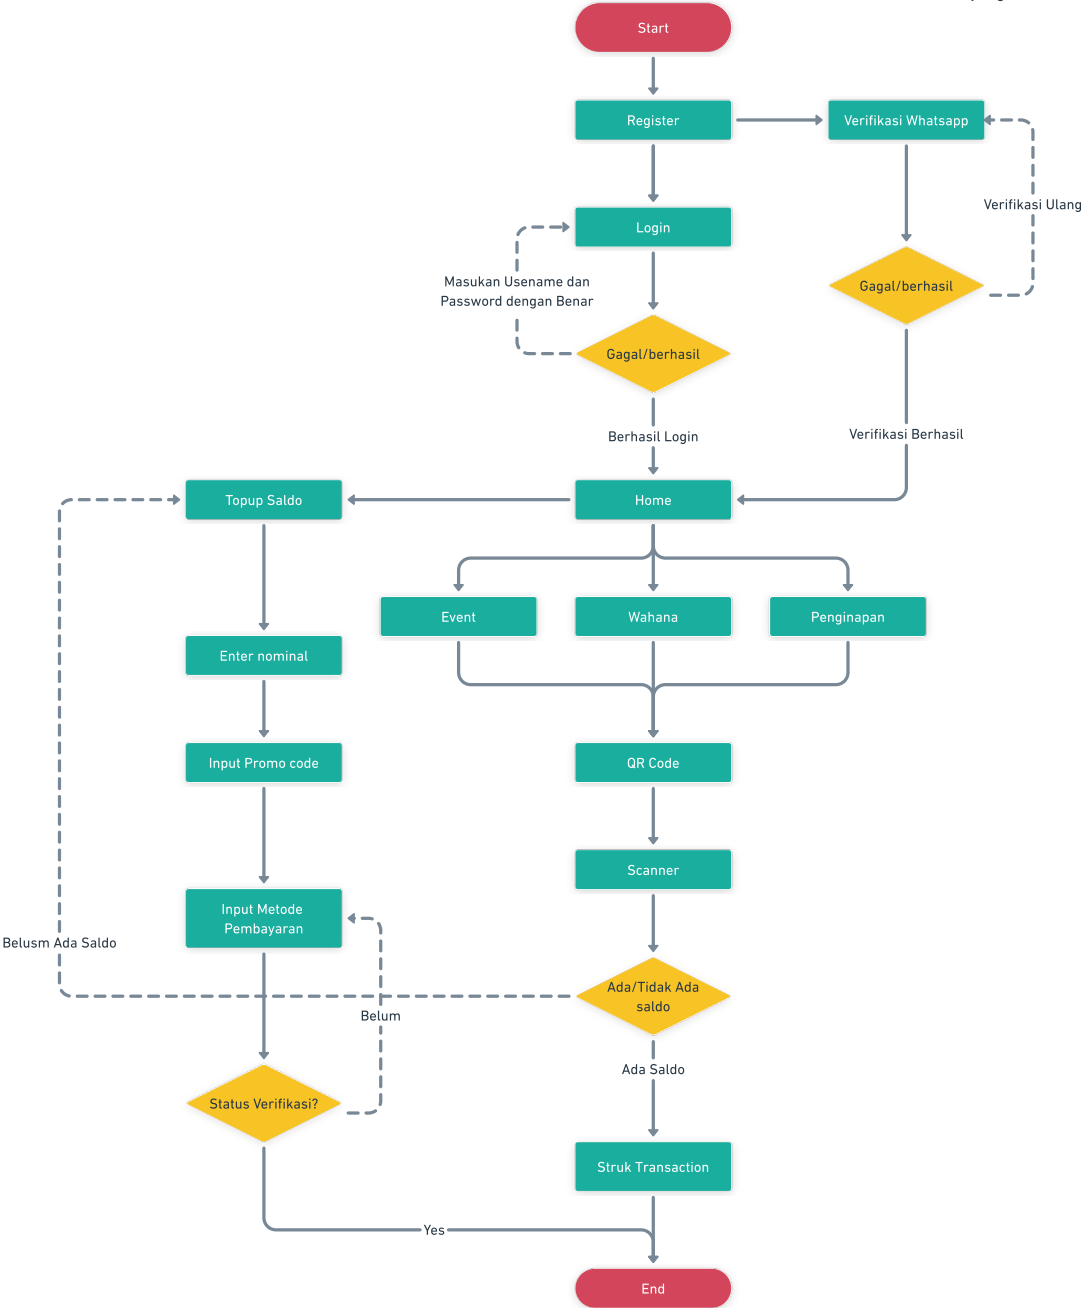 Start
Register
Verifikasi Whatsapp
Verifikasi Ulang
Login
Masukan Usename dan
Password dengan Benar
Gagal/berhasil
Gagal/berhasil
Berhasil Login
Verifikasi Berhasil
Topup Saldo
Home
Event
Wahana
Penginapan
Enter nominal
Input Promo code
QR Code
Scanner
Input Metode
Pembayaran
Belusm Ada Saldo
Ada/Tidak Ada
saldo
Belum
Ada Saldo
Status Verifikasi?
Struk Transaction
Yes
End